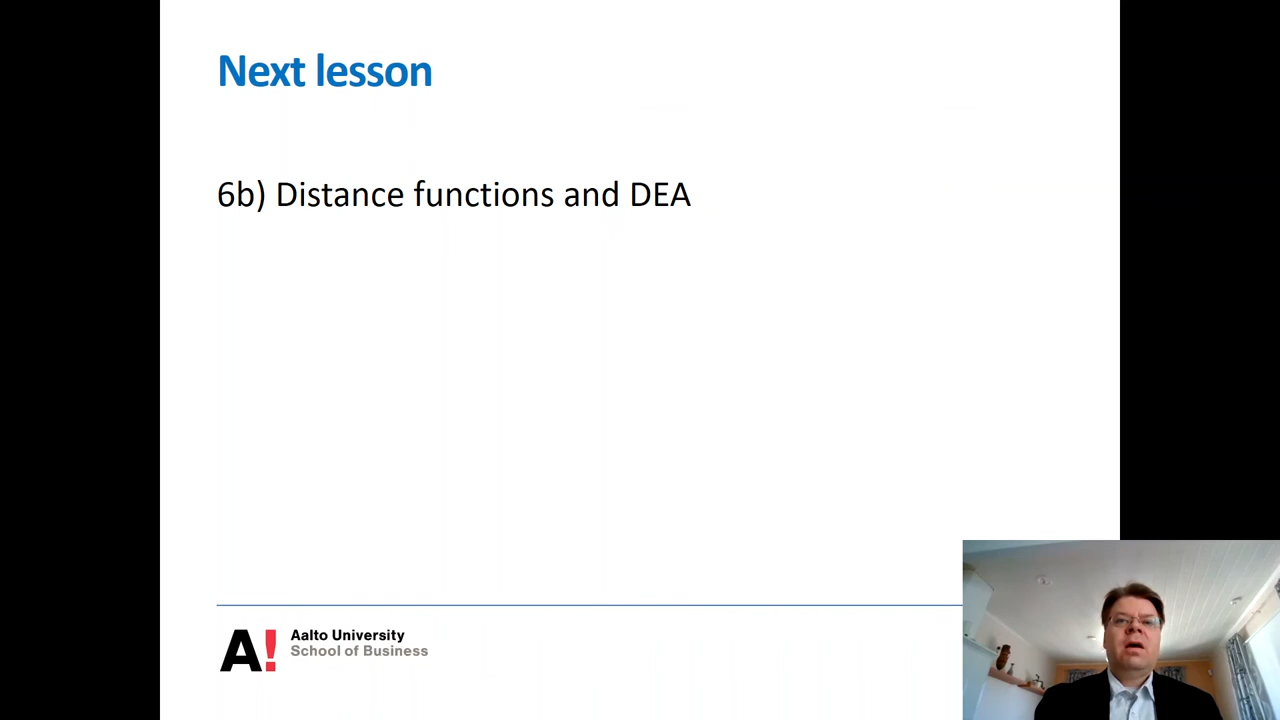 Next lesson
6b) Distance functions and DEA
A!
Aalto University
School of Business